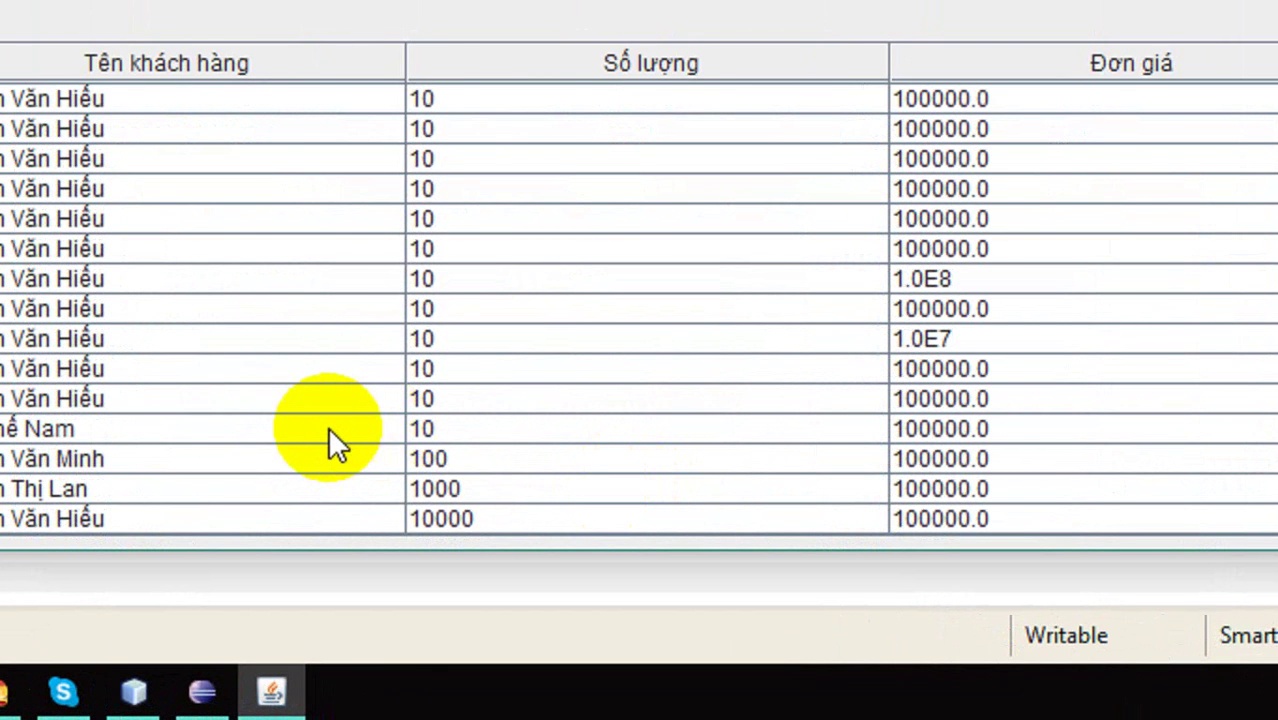 Tên khách hàng Số lượng Đơn giá
Văn Hiếu 10 100000.0
Văn Hiếu 10 100000.0
Văn Hiếu 10 100000.0
Văn Hiếu 10 100000.0
Văn Hiếu 10 100000.0
Văn Hiếu 10 100000.0
Văn Hiếu 10 1.0E8
Văn Hiếu 10 100000.0
Văn Hiếu 10 1.0E7
Văn Hiếu 10 100000.0
Văn Hiếu 10 100000.0
Nam 10 100000.0
Văn Minh 100 100000.0
Thị Lan 1000 100000.0
Văn Hiếu 10000 100000.0
Writable Smart